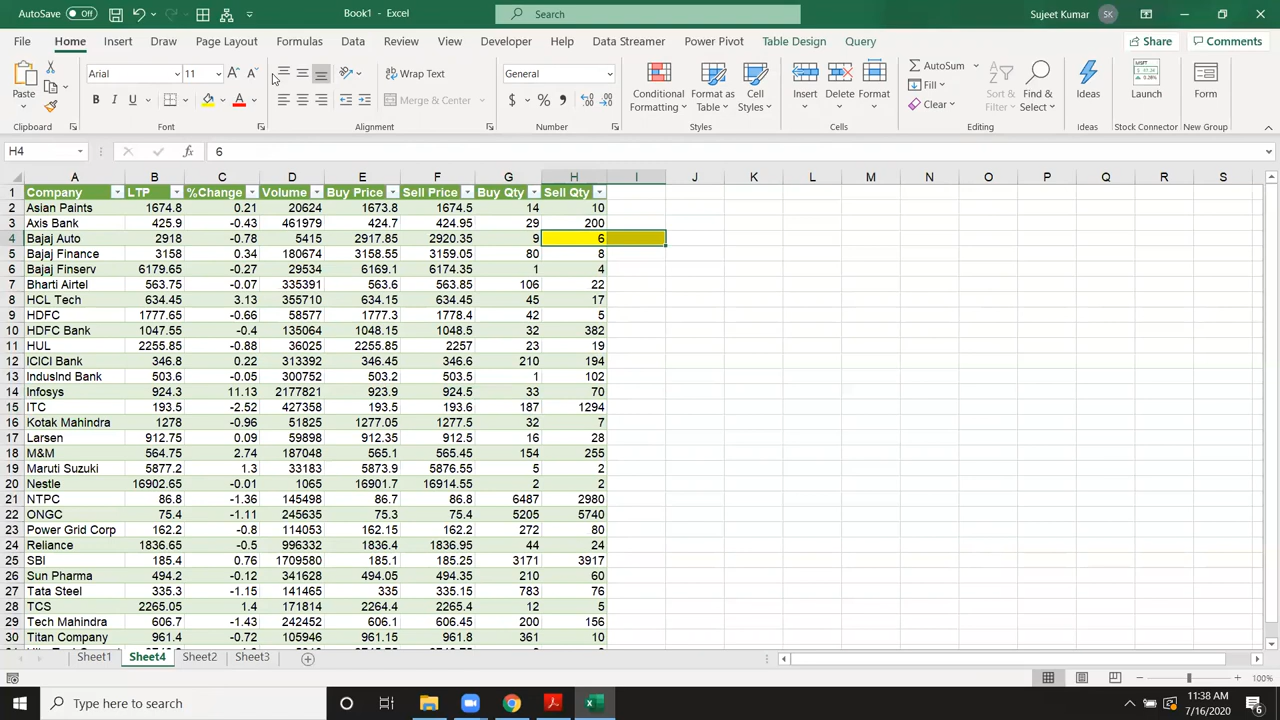 AutoSave Off Book1 - Excel Search Sujeet Kumar SK
File Home Insert Draw Page Layout Formulas Data Review View Developer Help Data Streamer Power Pivot Table Design Query Share Comments
Paste Arial 11 A A ab Wrap Text General Conditional Formatting Format as Table Cell Styles Insert Delete Format AutoSum Fill Clear Sort & Filter Find & Select Ideas Launch Form
B I U A Merge & Center $ % ,
Clipboard Font Alignment Number Styles Cells Editing Ideas Stock Connector New Group
H4 fx 6
A B C D E F G H I J K L M N O P Q R S
1 Company LTP %Change Volume Buy Price Sell Price Buy Qty Sell Qty
2 Asian Paints 1674.8 0.21 20624 1673.8 1674.5 14 10
3 Axis Bank 425.9 -0.43 461979 424.7 424.95 29 200
4 Bajaj Auto 2918 -0.78 5415 2917.85 2920.35 9 6
5 Bajaj Finance 3158 0.34 180674 3158.55 3159.05 80 8
6 Bajaj Finserv 6179.65 -0.27 29534 6169.1 6174.35 1 4
7 Bharti Airtel 563.75 -0.07 335391 563.6 563.85 106 22
8 HCL Tech 634.45 3.13 355710 634.15 634.45 45 17
9 HDFC 1777.65 -0.66 58577 1777.3 1778.4 42 5
10 HDFC Bank 1047.55 -0.4 135064 1048.15 1048.5 32 382
11 HUL 2255.85 -0.88 36025 2255.85 2257 23 19
12 ICICI Bank 346.8 0.22 313392 346.45 346.6 210 194
13 IndusInd Bank 503.6 -0.05 300752 503.2 503.5 1 102
14 Infosys 924.3 11.13 2177821 923.9 924.5 33 70
15 ITC 193.5 -2.52 427358 193.5 193.6 187 1294
16 Kotak Mahindra 1278 -0.96 51825 1277.05 1278 32 7
17 Larsen 912.75 0.09 59898 912.35 912.5 16 28
18 M&M 564.75 2.74 187048 565.1 565.45 154 255
19 Maruti Suzuki 5877.2 1.3 33183 5873.9 5876.55 5 2
20 Nestle 16902.65 -0.01 1065 16901.7 16914.55 2 2
21 NTPC 86.8 -1.36 145498 86.7 86.8 6487 2980
22 ONGC 75.4 -1.11 245635 75.3 75.4 5205 5740
23 Power Grid Corp 162.2 -0.8 114053 162.15 162.2 272 80
24 Reliance 1836.65 -0.5 996332 1836.4 1836.95 44 24
25 SBI 185.4 0.76 1709580 185.1 185.25 3171 3917
26 Sun Pharma 494.2 -0.12 341628 494.05 494.35 210 60
27 Tata Steel 335.3 -1.15 141465 335 335.15 783 76
28 TCS 2265.05 1.4 171814 2264.4 2265.4 12 5
29 Tech Mahindra 606.7 -1.43 242452 606.1 606.45 200 156
30 Titan Company 961.4 -0.72 105946 961.15 961.8 361 10
Sheet1 Sheet4 Sheet2 Sheet3
100%
Type here to search 11:38 AM
7/16/2020 6